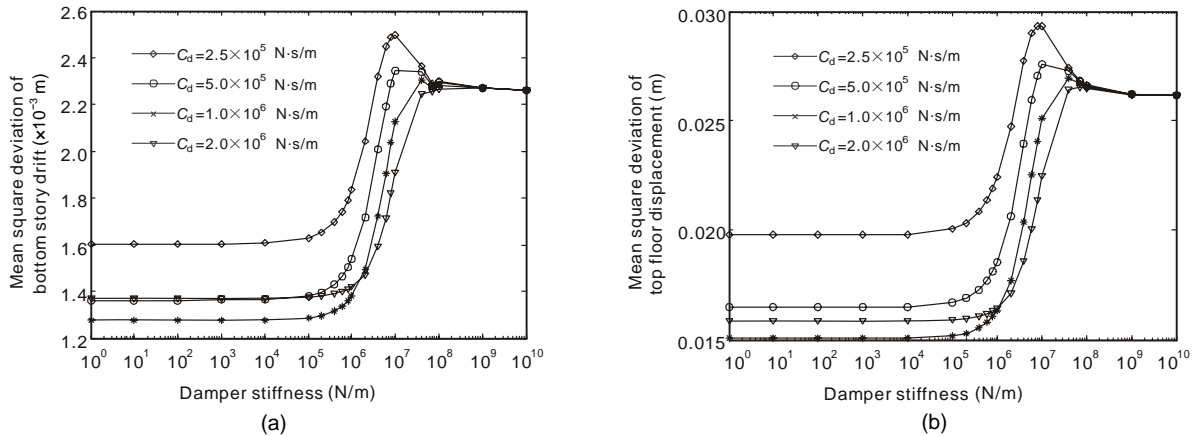 2.6
2.4
2.2
2.0
1.8
1.6
1.4
1.2
Mean square deviation of
bottom story drift (×10⁻³ m)
Cd=2.5×10⁵ N·s/m
Cd=5.0×10⁵ N·s/m
Cd=1.0×10⁶ N·s/m
Cd=2.0×10⁶ N·s/m
10⁰ 10¹ 10² 10³ 10⁴ 10⁵ 10⁶ 10⁷ 10⁸ 10⁹ 10¹⁰
Damper stiffness (N/m)
(a)
0.030
0.025
0.020
0.015
Mean square deviation of
top floor displacement (m)
Cd=2.5×10⁵ N·s/m
Cd=5.0×10⁵ N·s/m
Cd=1.0×10⁶ N·s/m
Cd=2.0×10⁶ N·s/m
10⁰ 10¹ 10² 10³ 10⁴ 10⁵ 10⁶ 10⁷ 10⁸ 10⁹ 10¹⁰
Damper stiffness (N/m)
(b)